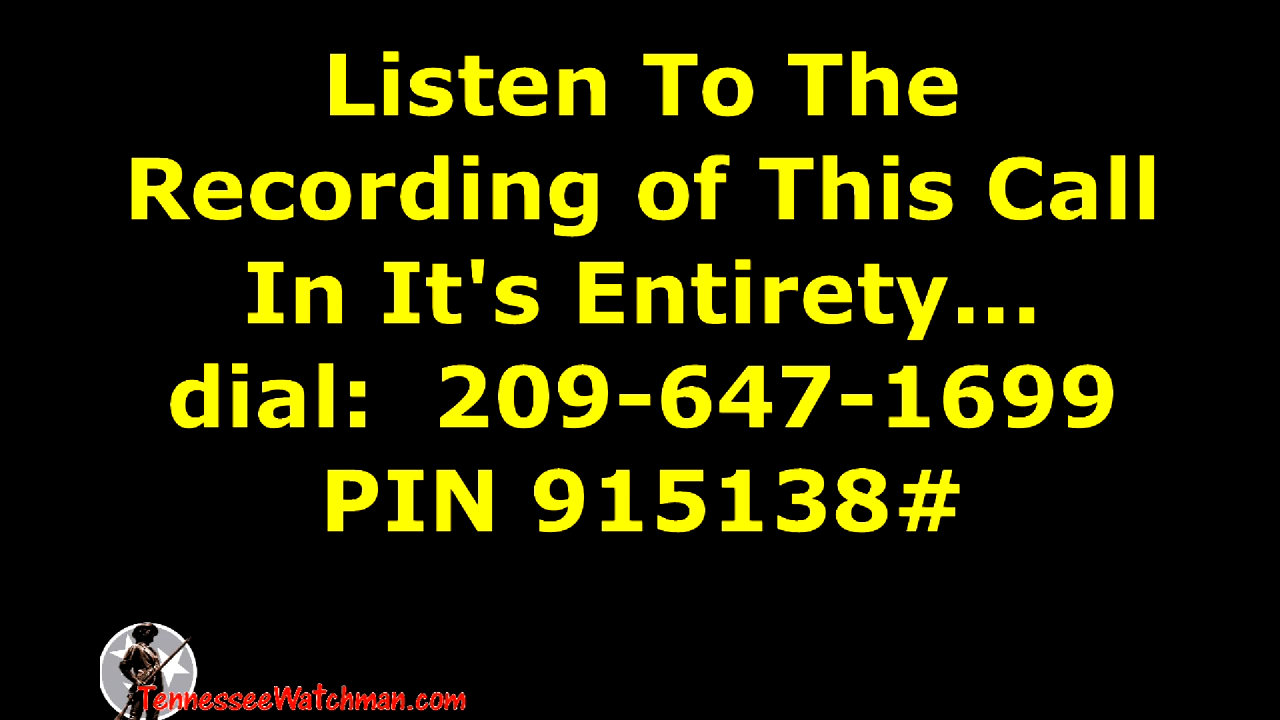 Listen To The
Recording of This Call
In It's Entirety...
dial:  209-647-1699
PIN 915138#
TennesseeWatchman.com